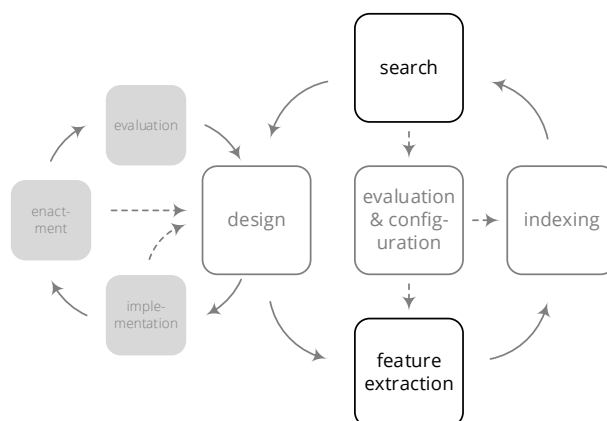 search
evaluation
enact-
ment
design
evaluation
& config-
uration
indexing
imple-
mentation
feature
extraction